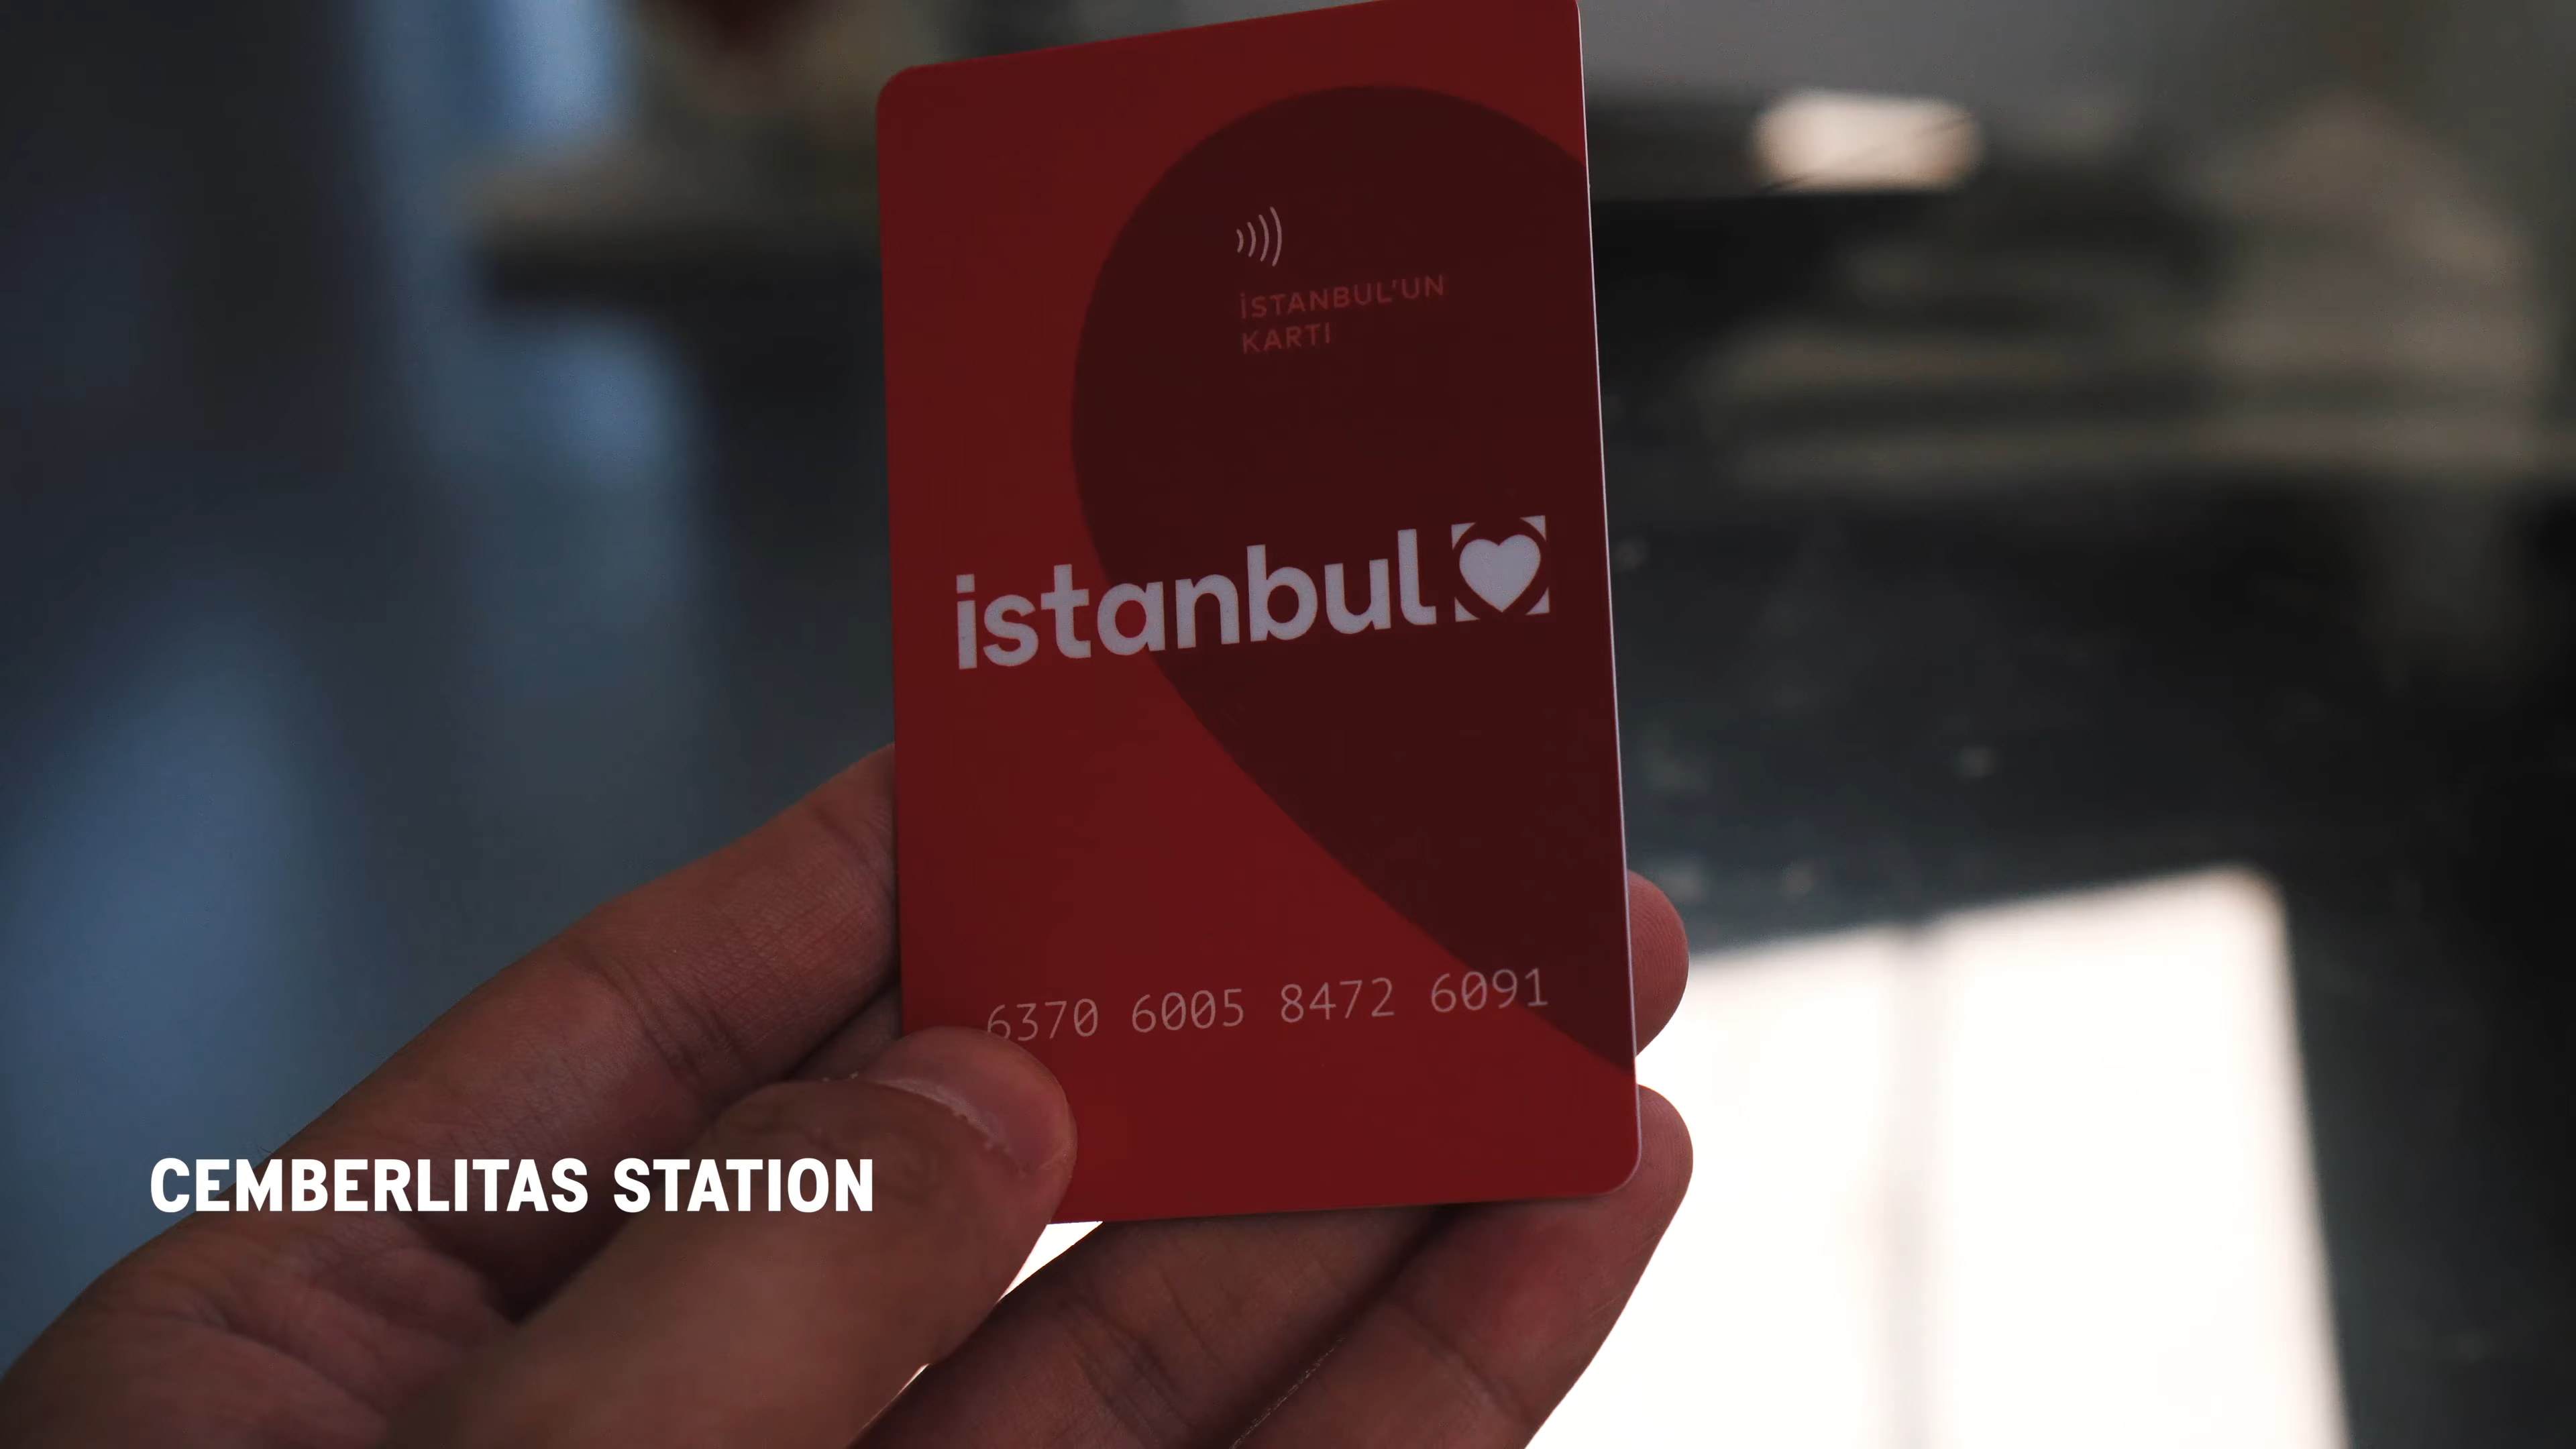 İSTANBUL'UN
KARTI
istanbul
6370 6005 8472 6091
CEMBERLITAS STATION